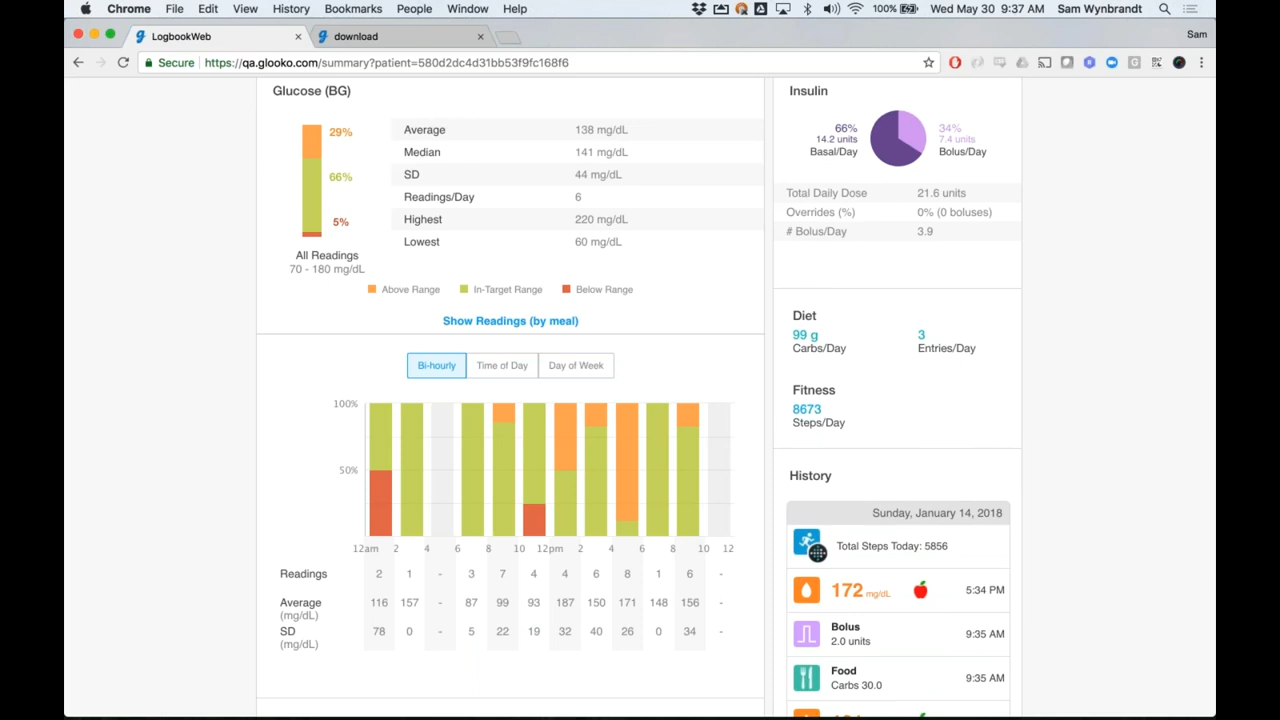 Chrome File Edit View History Bookmarks People Window Help 100% Wed May 30 9:37 AM Sam Wynbrandt
LogbookWeb download Sam
Secure https://qa.glooko.com/summary?patient=580d2dc4d31bb53f9fc168f6
Glucose (BG)
29%
66%
5%
All Readings
70 - 180 mg/dL
Average 138 mg/dL
Median 141 mg/dL
SD 44 mg/dL
Readings/Day 6
Highest 220 mg/dL
Lowest 60 mg/dL
Above Range In-Target Range Below Range
Show Readings (by meal)
Bi-hourly Time of Day Day of Week
100%
50%
12am 2 4 6 8 10 12pm 2 4 6 8 10 12
Readings 2 1 - 3 7 4 4 6 8 1 6 -
Average 116 157 - 87 99 93 187 150 171 148 156 -
(mg/dL)
SD 78 0 - 5 22 19 32 40 26 0 34 -
(mg/dL)
Insulin
66% 34%
14.2 units 7.4 units
Basal/Day Bolus/Day
Total Daily Dose 21.6 units
Overrides (%) 0% (0 boluses)
# Bolus/Day 3.9
Diet
99 g 3
Carbs/Day Entries/Day
Fitness
8673
Steps/Day
History
Sunday, January 14, 2018
Total Steps Today: 5856
172 mg/dL 5:34 PM
Bolus
2.0 units 9:35 AM
Food
Carbs 30.0 9:35 AM